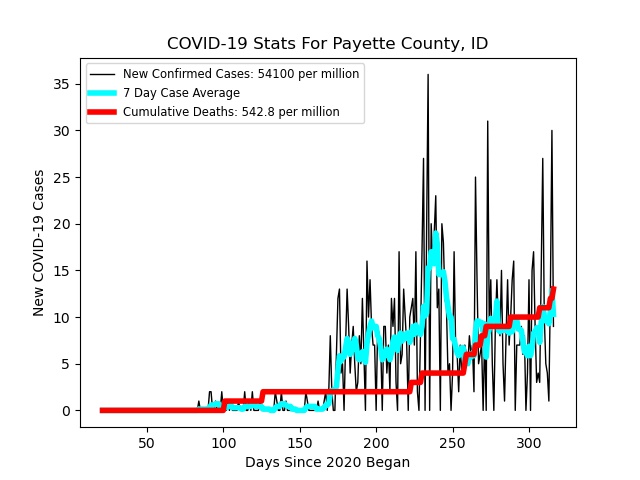 COVID-19 Stats For Payette County, ID
New Confirmed Cases: 54100 per million
7 Day Case Average
Cumulative Deaths: 542.8 per million
35
30
25
20
15
10
5
0
New COVID-19 Cases
50 100 150 200 250 300
Days Since 2020 Began